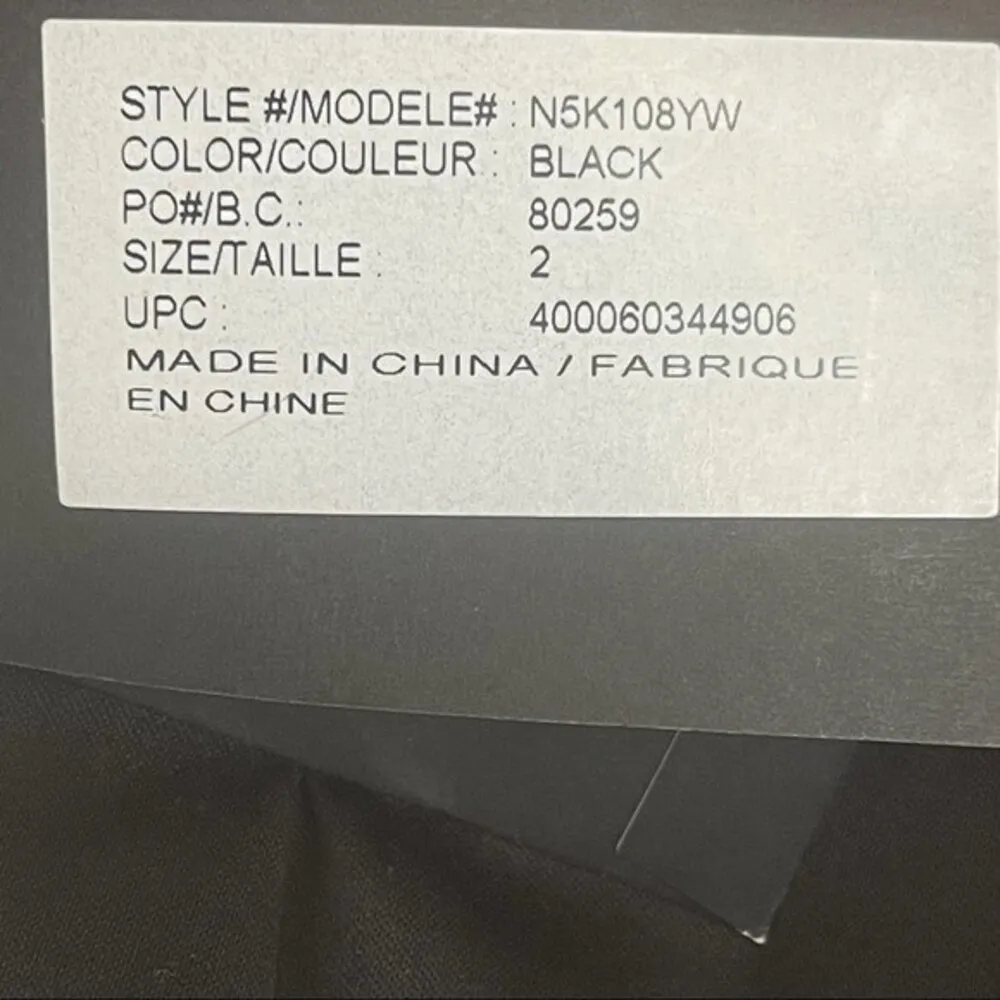 STYLE #/MODELE# : N5K108YW
COLOR/COULEUR : BLACK
PO#/B.C.: 80259
SIZE/TAILLE : 2
UPC : 400060344906
MADE IN CHINA / FABRIQUE
EN CHINE